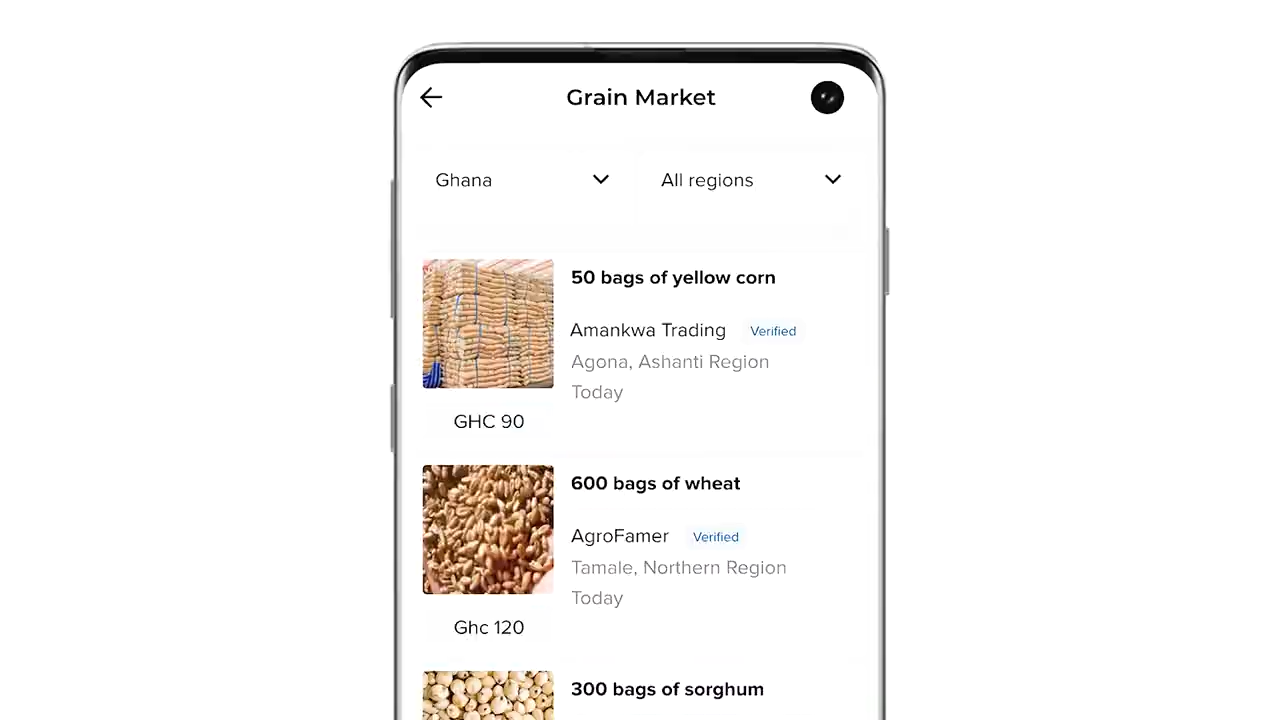 Grain Market
Ghana
All regions
50 bags of yellow corn
Amankwa Trading
Verified
Agona, Ashanti Region
Today
GHC 90
600 bags of wheat
AgroFamer
Verified
Tamale, Northern Region
Today
Ghc 120
300 bags of sorghum